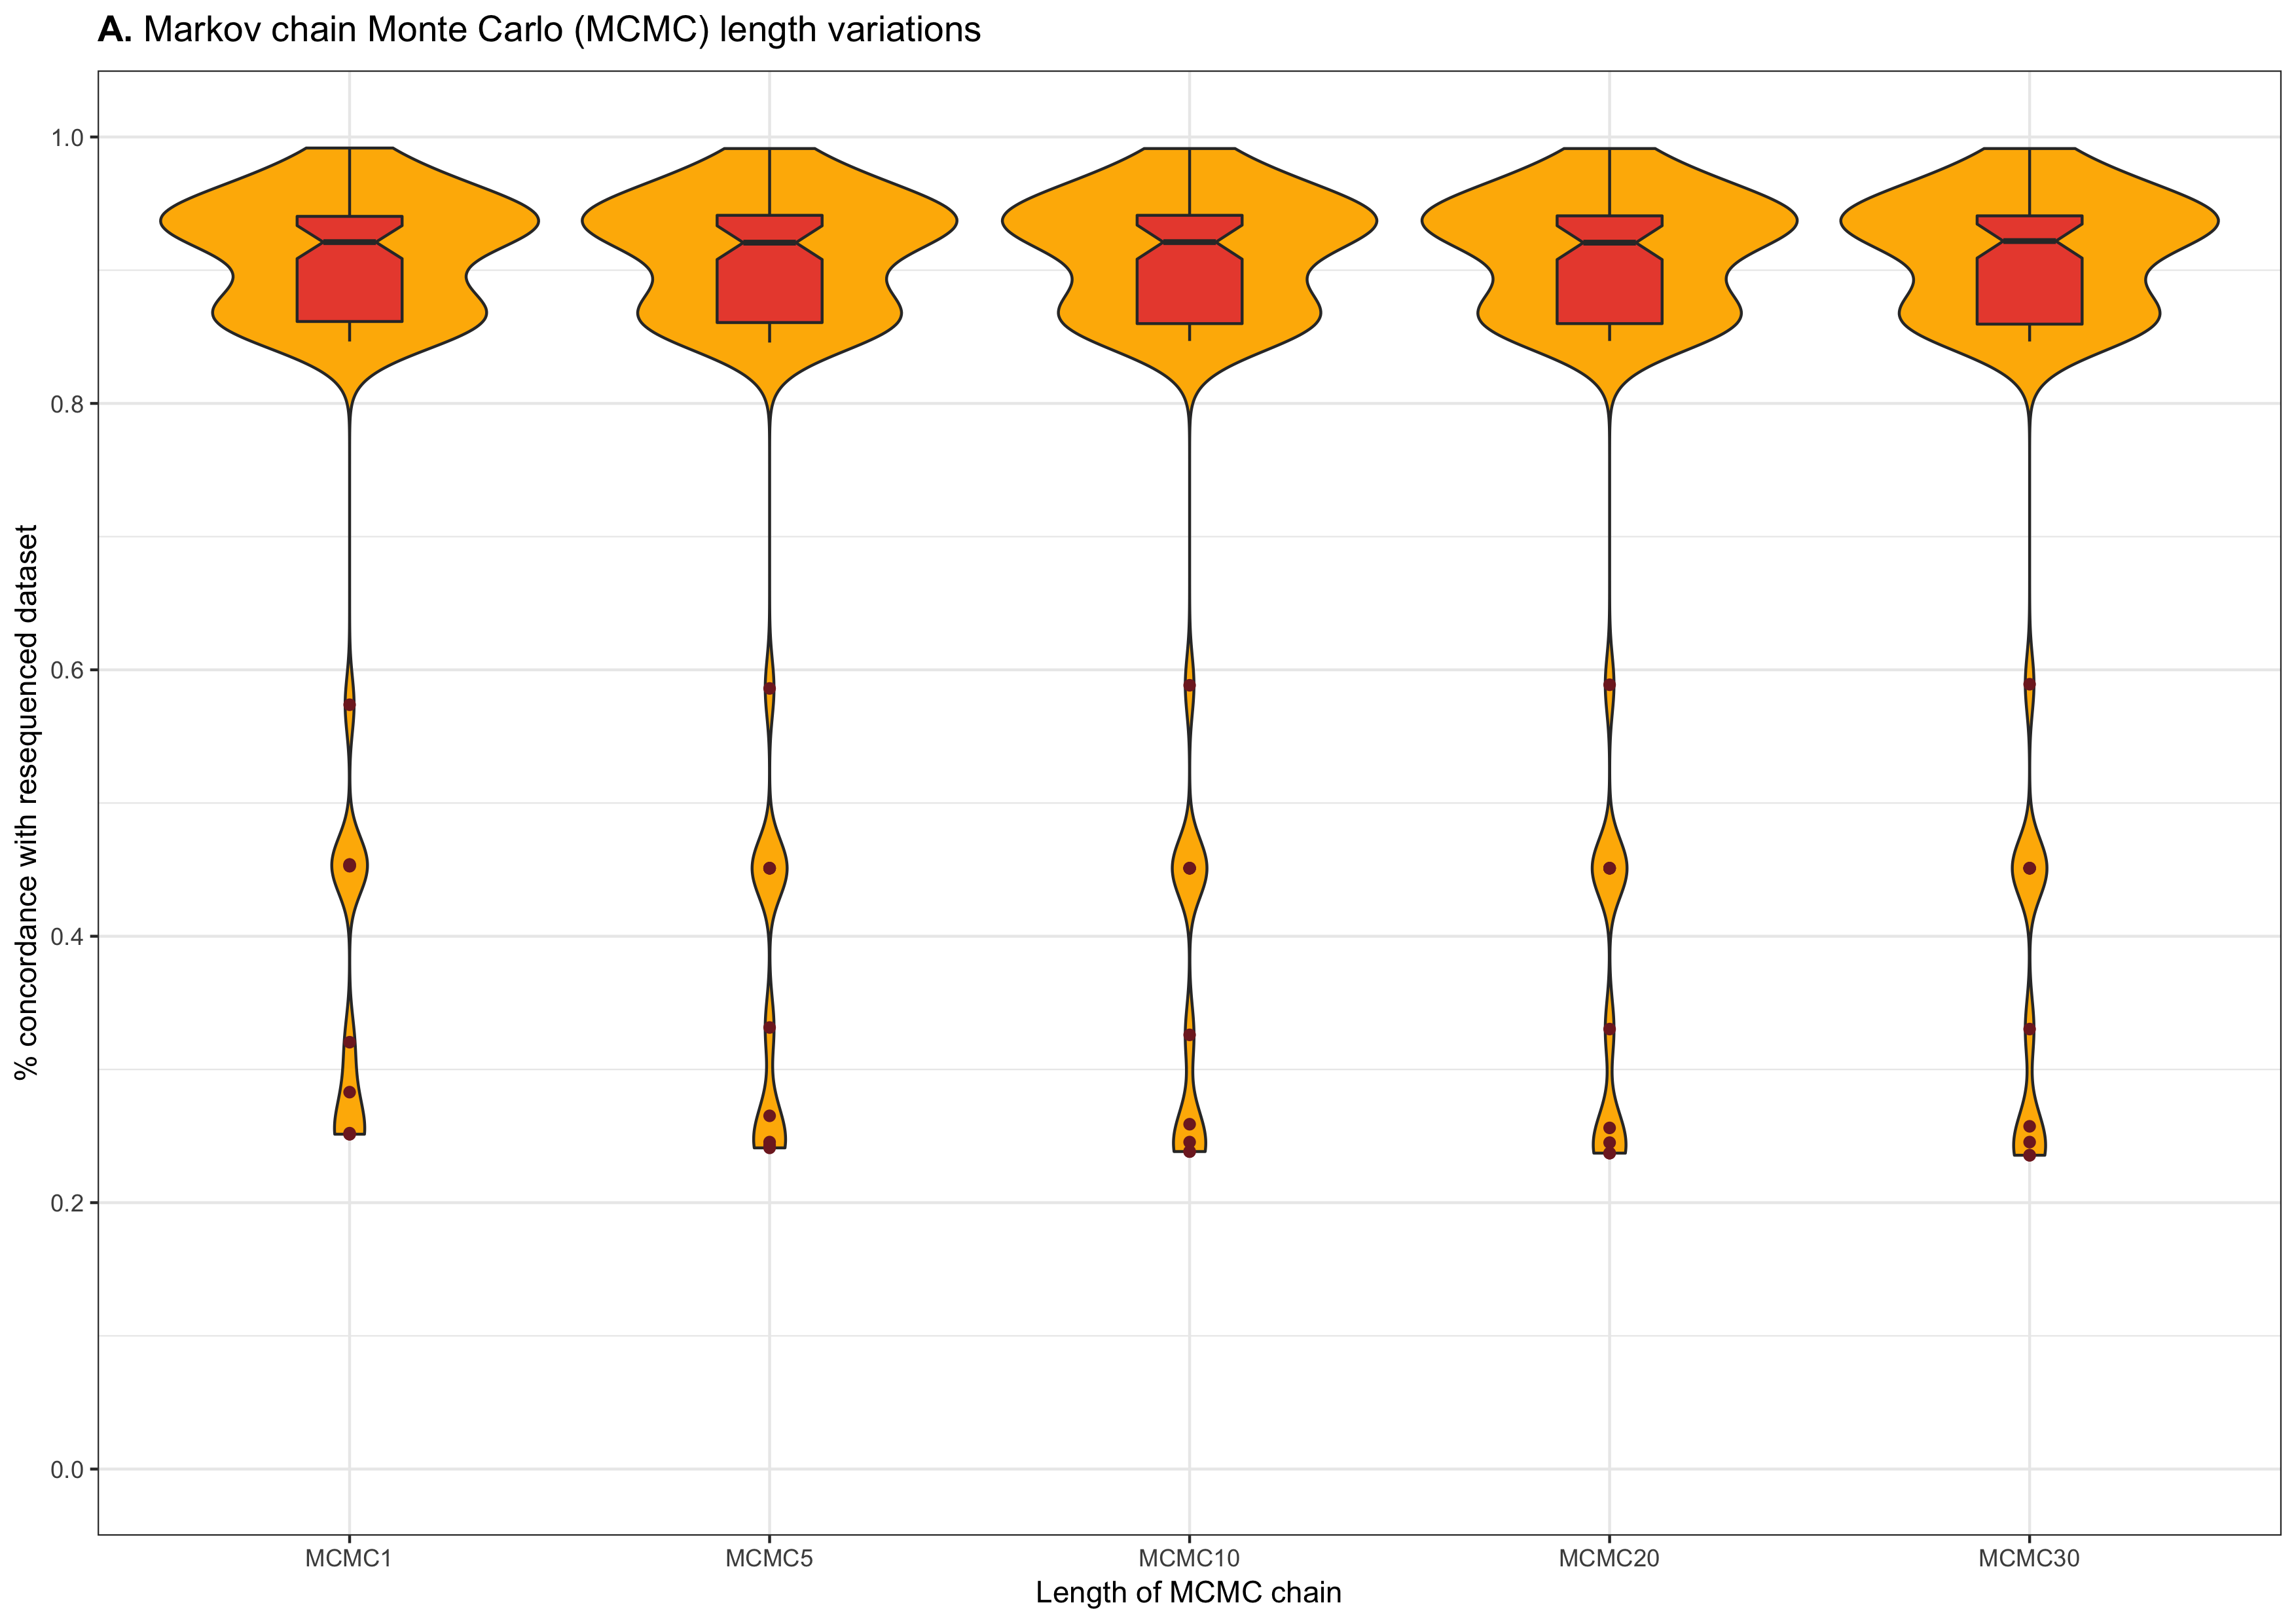 A. Markov chain Monte Carlo (MCMC) length variations
% concordance with resequenced dataset
1.0
0.8
0.6
0.4
0.2
0.0
MCMC1 MCMC5 MCMC10 MCMC20 MCMC30
Length of MCMC chain